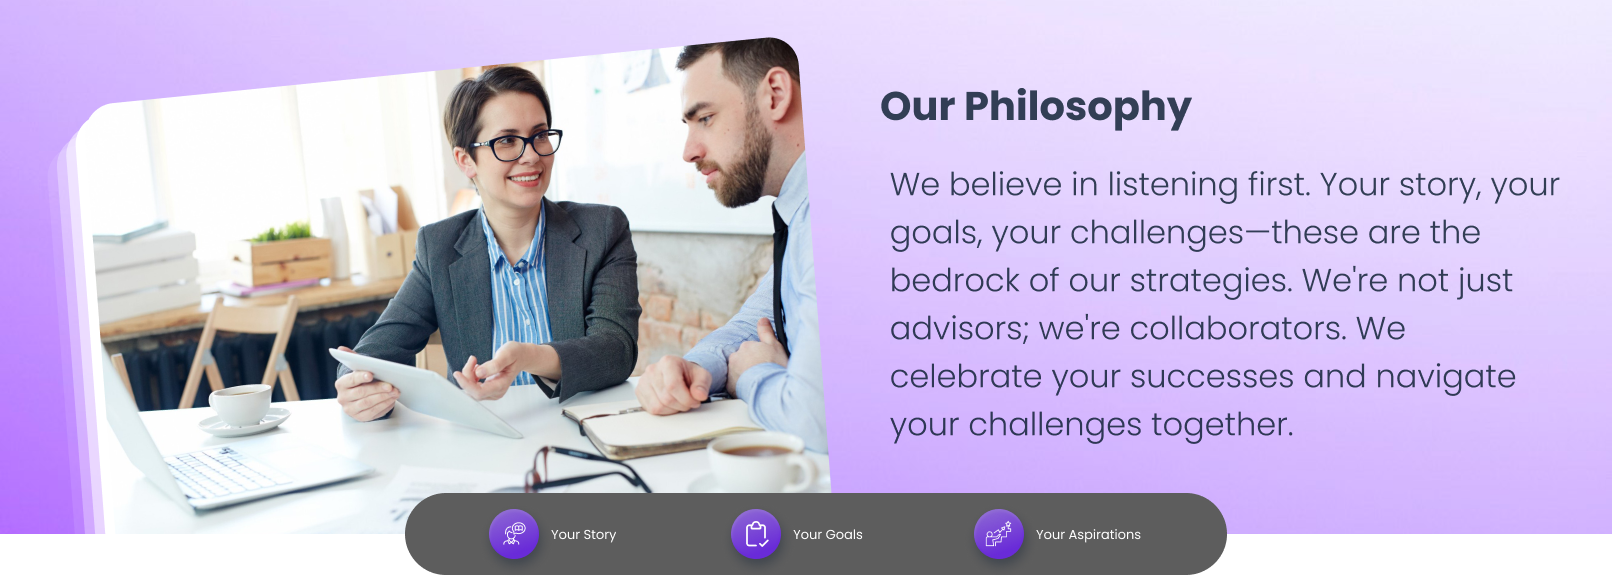 Our Philosophy
We believe in listening first. Your story, your
goals, your challenges—these are the
bedrock of our strategies. We're not just
advisors; we're collaborators. We
celebrate your successes and navigate
your challenges together.
Your Story
Your Goals
Your Aspirations